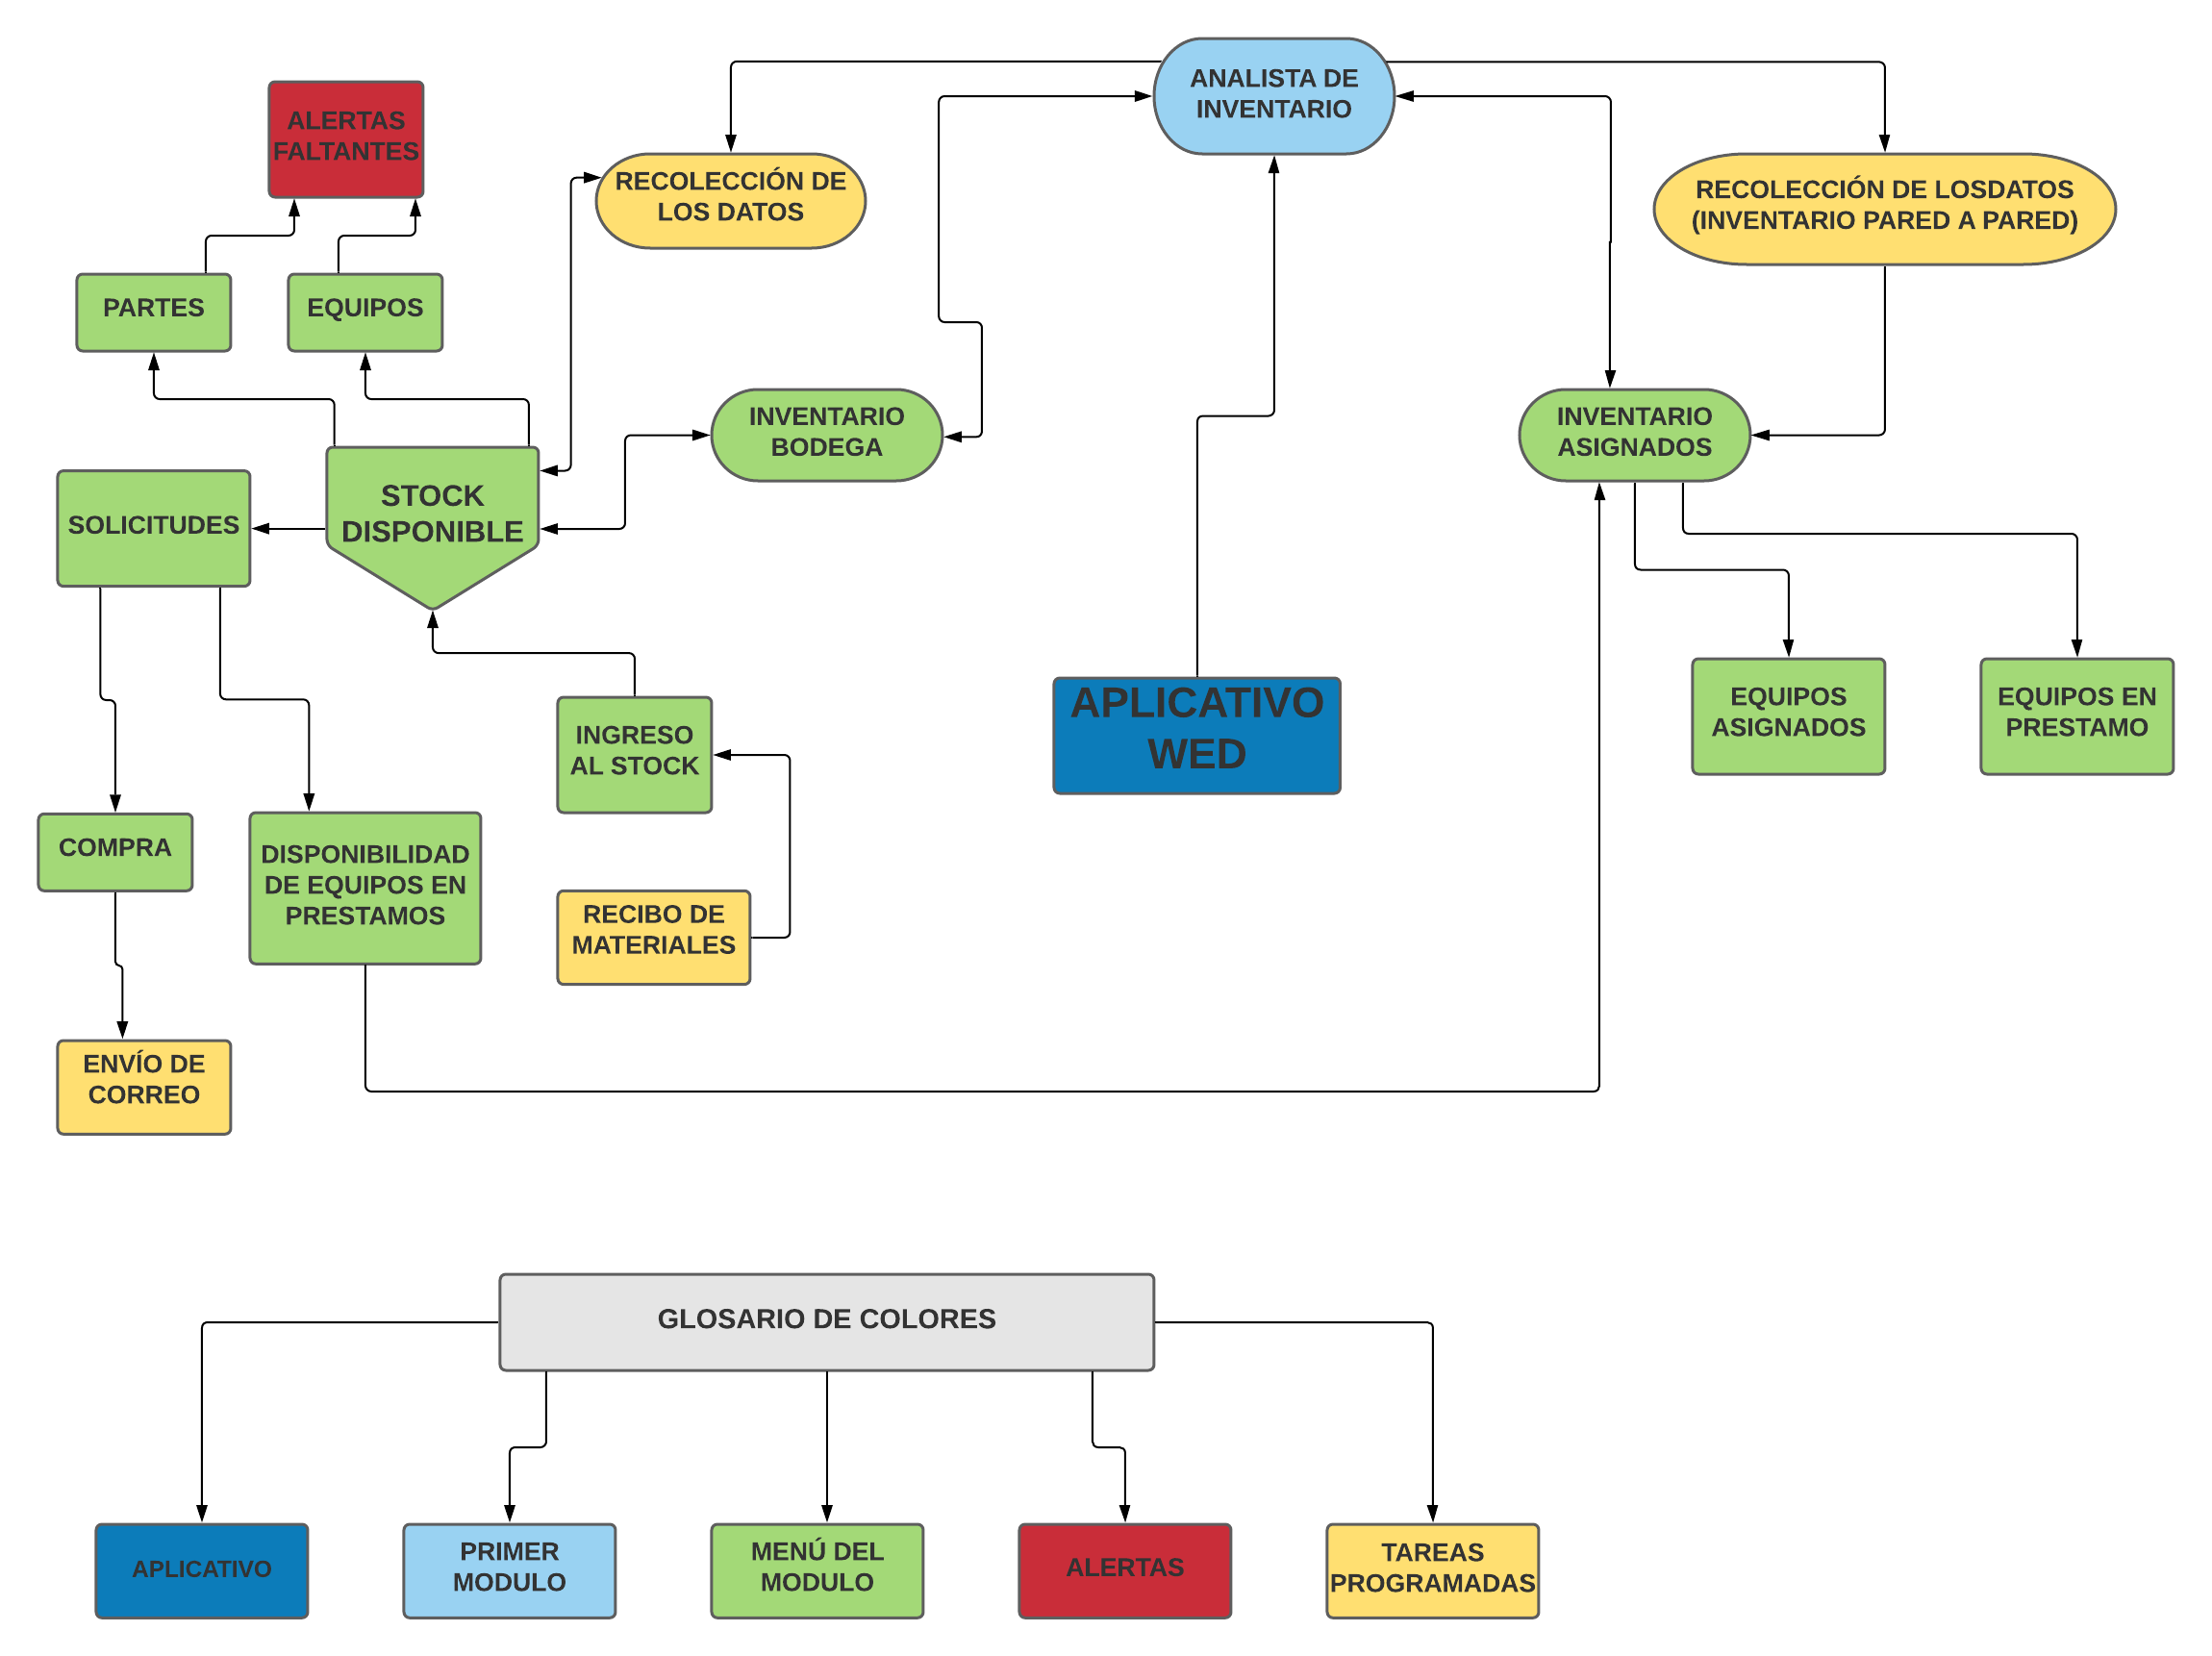 ANALISTA DE
INVENTARIO
ALERTAS
FALTANTES
RECOLECCIÓN DE
LOS DATOS
RECOLECCIÓN DE LOSDATOS
(INVENTARIO PARED A PARED)
PARTES
EQUIPOS
INVENTARIO
BODEGA
INVENTARIO
ASIGNADOS
SOLICITUDES
STOCK
DISPONIBLE
INGRESO
AL STOCK
APLICATIVO
WED
EQUIPOS
ASIGNADOS
EQUIPOS EN
PRESTAMO
COMPRA
DISPONIBILIDAD
DE EQUIPOS EN
PRESTAMOS
RECIBO DE
MATERIALES
ENVÍO DE
CORREO
GLOSARIO DE COLORES
APLICATIVO
PRIMER
MODULO
MENÚ DEL
MODULO
ALERTAS
TAREAS
PROGRAMADAS